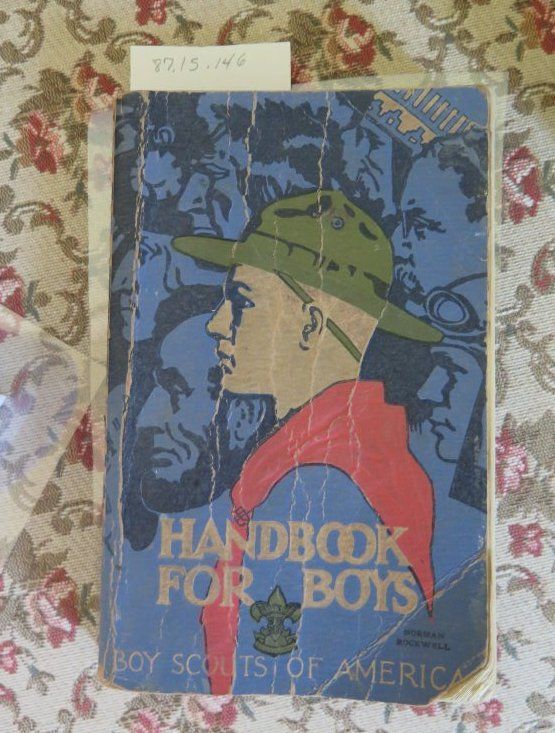 87.15.146
HANDBOOK
FOR BOYS
NORMAN
ROCKWELL
BOY SCOUTS OF AMERICA